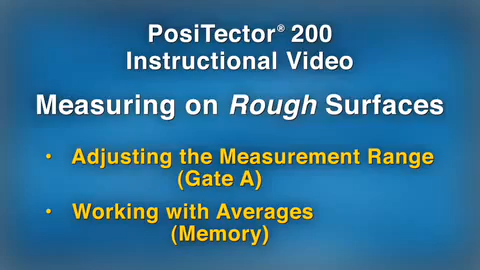 PosiTector® 200
Instructional Video
Measuring on Rough Surfaces
• Adjusting the Measurement Range
(Gate A)
• Working with Averages
(Memory)